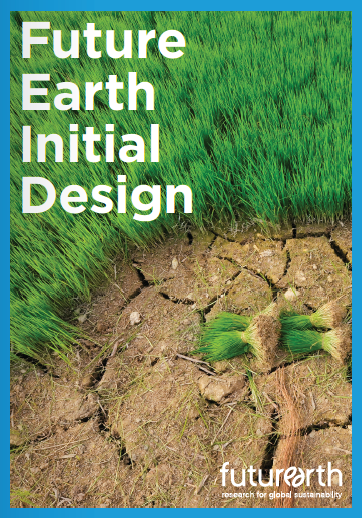 Future
Earth
Initial
Design
futurearth
research for global sustainability